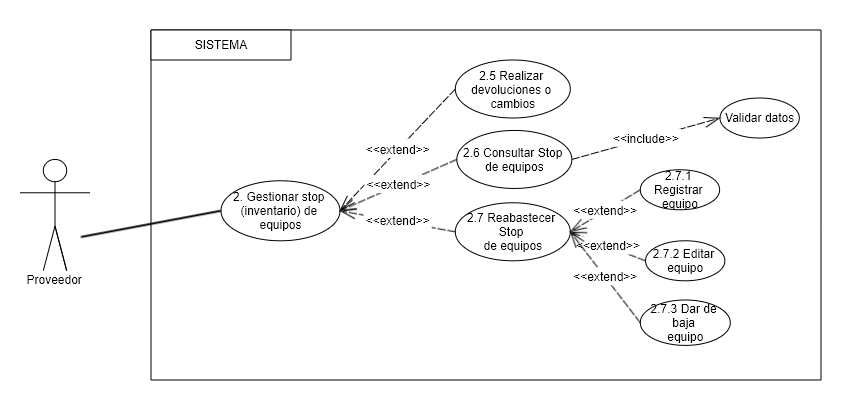 SISTEMA
2.5 Realizar
devoluciones o
cambios
Validar datos
<<include>>
<<extend>>
2.6 Consultar Stop
de equipos
<<extend>>
2. Gestionar stop
(inventario) de
equipos
<<extend>>
2.7 Reabastecer
Stop
de equipos
2.7.1
Registrar
equipo
<<extend>>
<<extend>>
2.7.2 Editar
equipo
<<extend>>
2.7.3 Dar de
baja
equipo
Proveedor